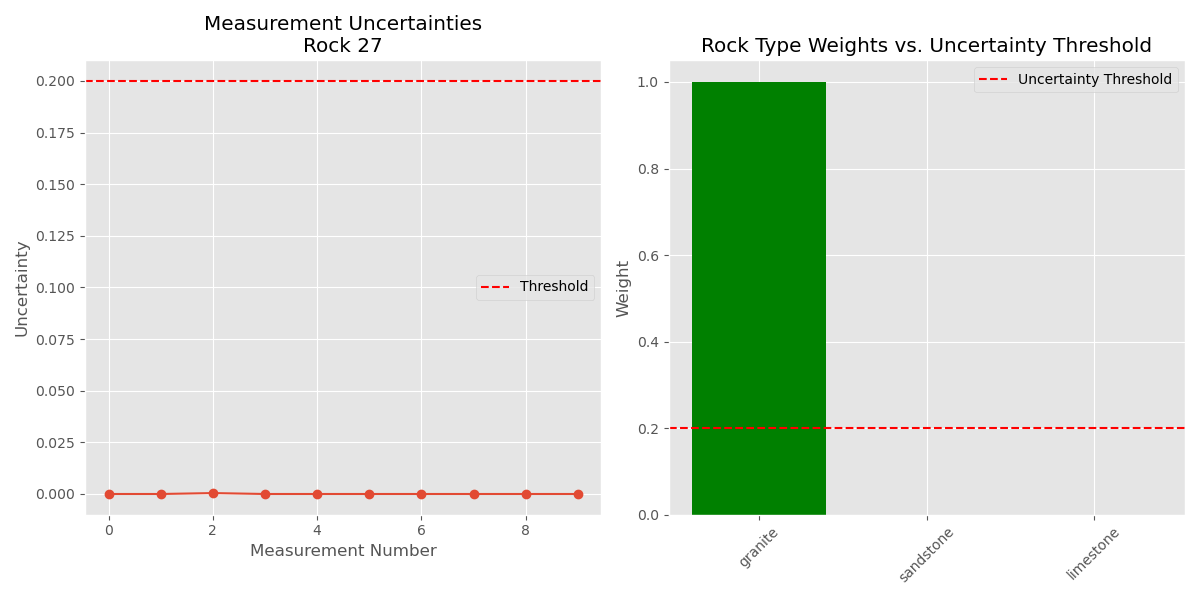 Measurement Uncertainties
Rock 27
0.200
0.175
0.150
0.125
0.100
0.075
0.050
0.025
0.000
Uncertainty
Threshold
0
2
4
6
8
Measurement Number
Rock Type Weights vs. Uncertainty Threshold
1.0
0.8
0.6
0.4
0.2
0.0
Weight
Uncertainty Threshold
granite
sandstone
limestone